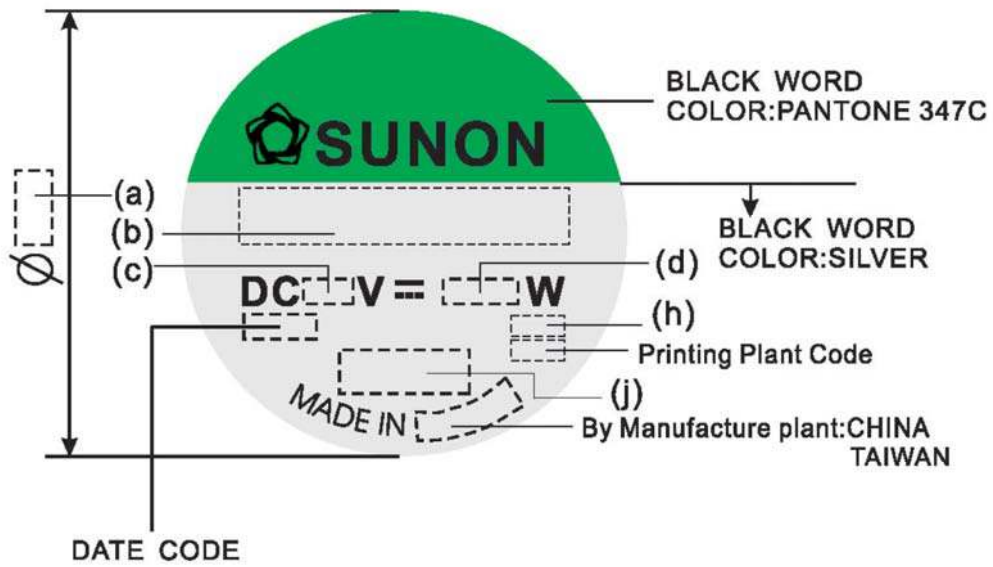 BLACK WORD
COLOR:PANTONE 347C
SUNON
(a)
(b)
(c)
BLACK WORD
COLOR:SILVER
Ø
DC V W
(d)
(h)
Printing Plant Code
(j)
MADE IN
By Manufacture plant:CHINA
TAIWAN
DATE CODE